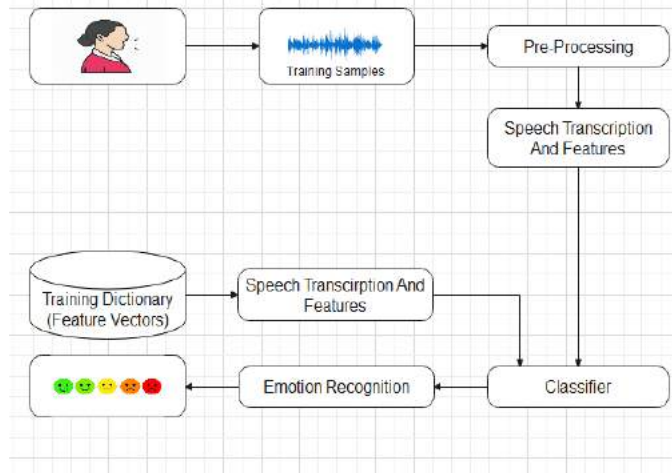 Training Samples
Pre-Processing
Speech Transcription
And Features
Training Dictionary
(Feature Vectors)
Speech Transcirption And
Features
Emotion Recognition
Classifier